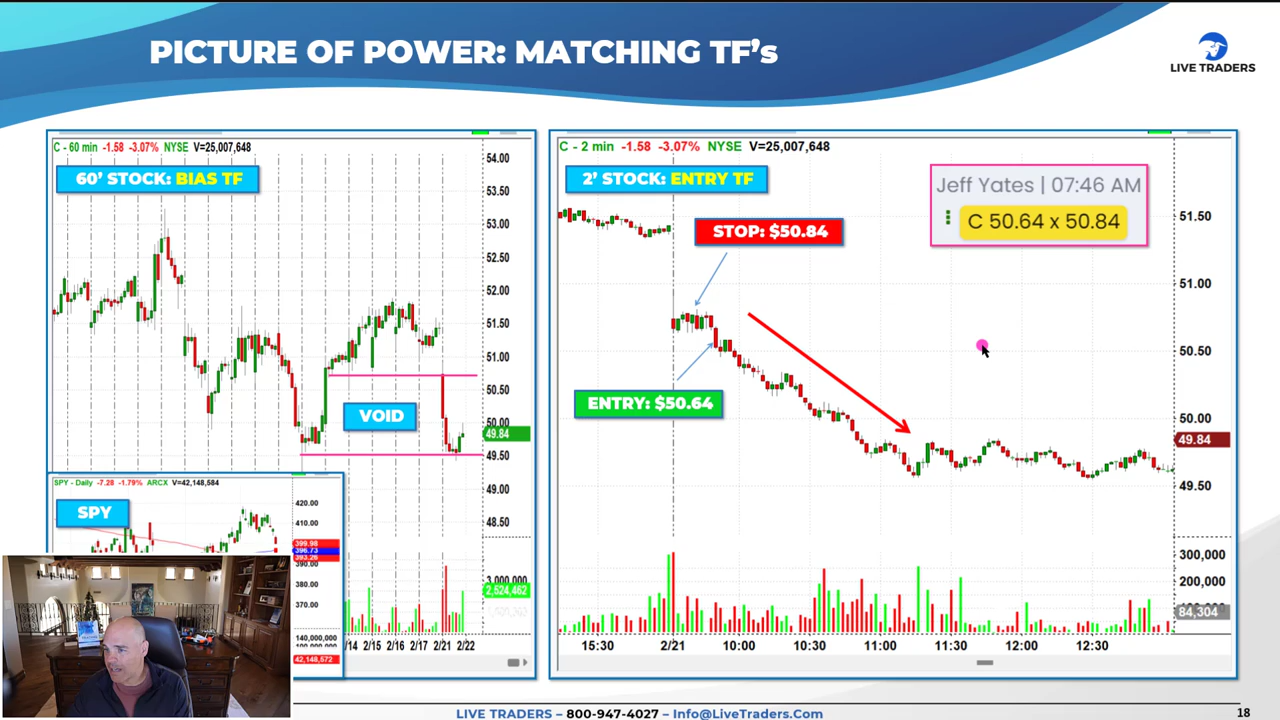 PICTURE OF POWER: MATCHING TF's
LIVE TRADERS
C - 60 min -1.58 -3.07% NYSE V=25,007,648
60' STOCK: BIAS TF
54.00
53.50
53.00
52.50
52.00
51.50
51.00
50.50
50.00
49.84
49.50
49.00
48.50
VOID
2,524,462
/14 2/15 2/16 2/17 2/21 2/22
SPY - Daily -7.28 -1.79% ARCX V=42,148,584
SPY
420.00
410.00
399.98
396.73
393.26
390.00
380.00
370.00
140,000,000
42,148,572
C - 2 min -1.58 -3.07% NYSE V=25,007,648
2' STOCK: ENTRY TF
Jeff Yates | 07:46 AM
C 50.64 x 50.84
STOP: $50.84
ENTRY: $50.64
51.50
51.00
50.50
50.00
49.84
49.50
300,000
200,000
84,304
15:30 2/21 10:00 10:30 11:00 11:30 12:00 12:30
LIVE TRADERS – 800-947-4027 – Info@LiveTraders.Com
18